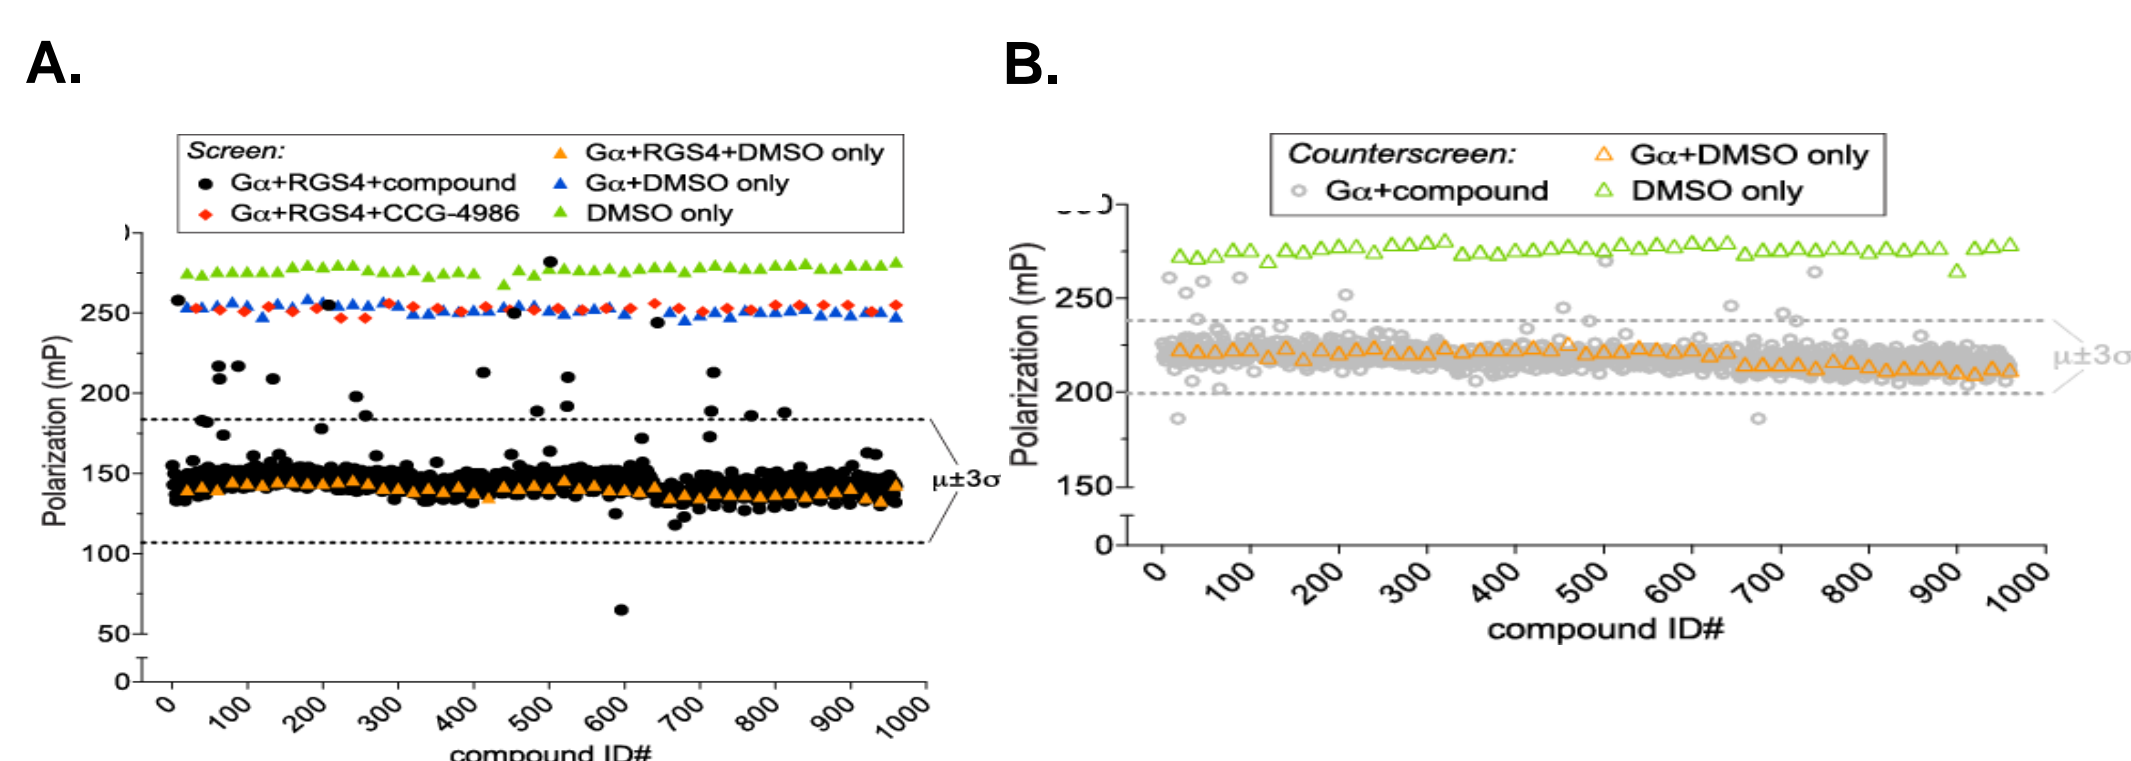 A.
Screen:
Gα+RGS4+compound
Gα+RGS4+CCG-4986
Gα+RGS4+DMSO only
Gα+DMSO only
DMSO only
Polarization (mP)
250
200
150
100
50
0
μ±3σ
0 100 200 300 400 500 600 700 800 900 1000
compound ID#
B.
Counterscreen:
Gα+compound
Gα+DMSO only
DMSO only
Polarization (mP)
250
200
150
0
μ±3σ
0 100 200 300 400 500 600 700 800 900 1000
compound ID#